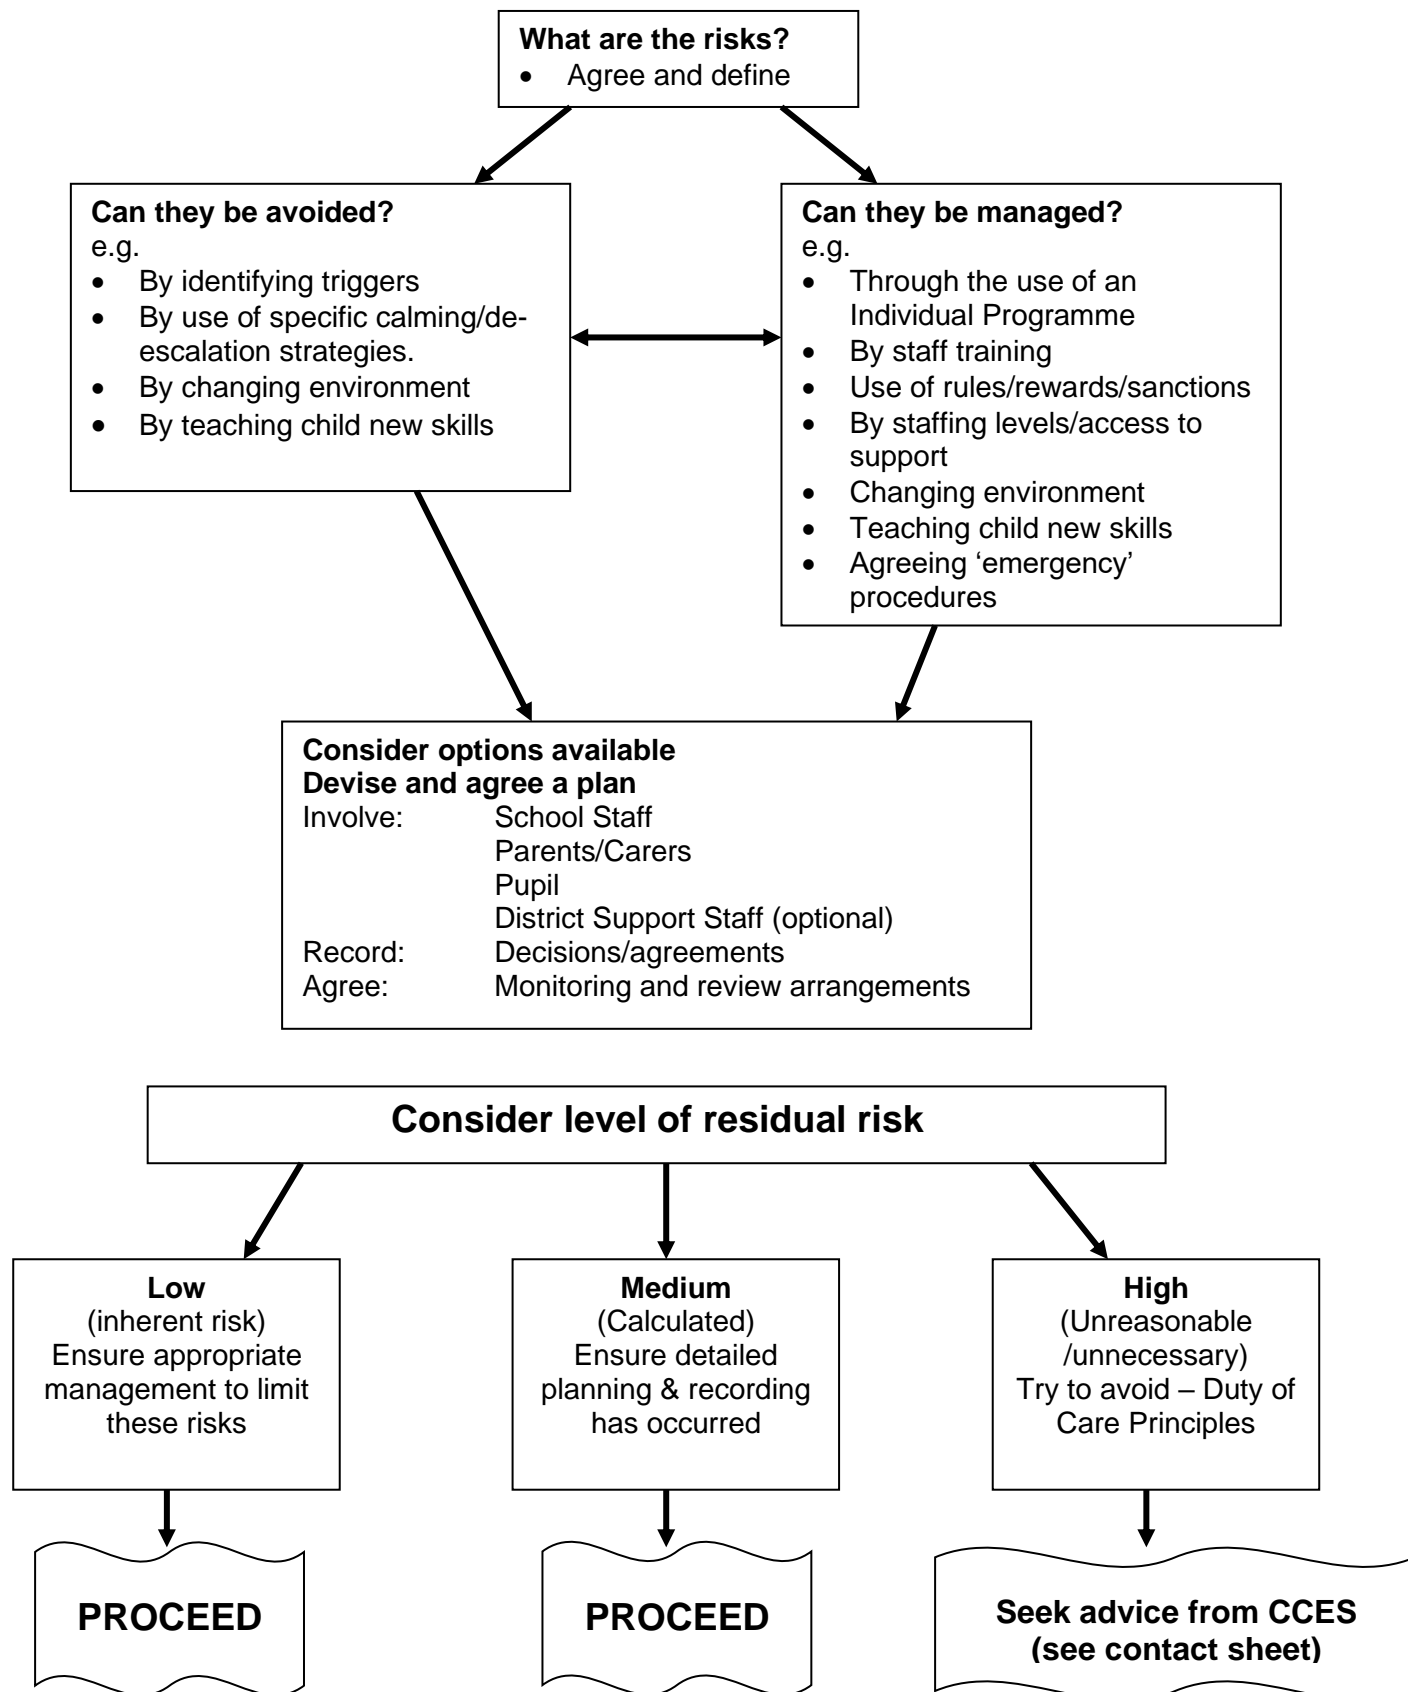 What are the risks?
• Agree and define
Can they be avoided?
e.g.
• By identifying triggers
• By use of specific calming/de-
escalation strategies.
• By changing environment
• By teaching child new skills
Can they be managed?
e.g.
• Through the use of an
Individual Programme
• By staff training
• Use of rules/rewards/sanctions
• By staffing levels/access to
support
• Changing environment
• Teaching child new skills
• Agreeing ‘emergency’
procedures
Consider options available
Devise and agree a plan
Involve: School Staff
Parents/Carers
Pupil
District Support Staff (optional)
Record: Decisions/agreements
Agree: Monitoring and review arrangements
Consider level of residual risk
Low
(inherent risk)
Ensure appropriate
management to limit
these risks
Medium
(Calculated)
Ensure detailed
planning & recording
has occurred
High
(Unreasonable
/unnecessary)
Try to avoid – Duty of
Care Principles
PROCEED
PROCEED
Seek advice from CCES
(see contact sheet)